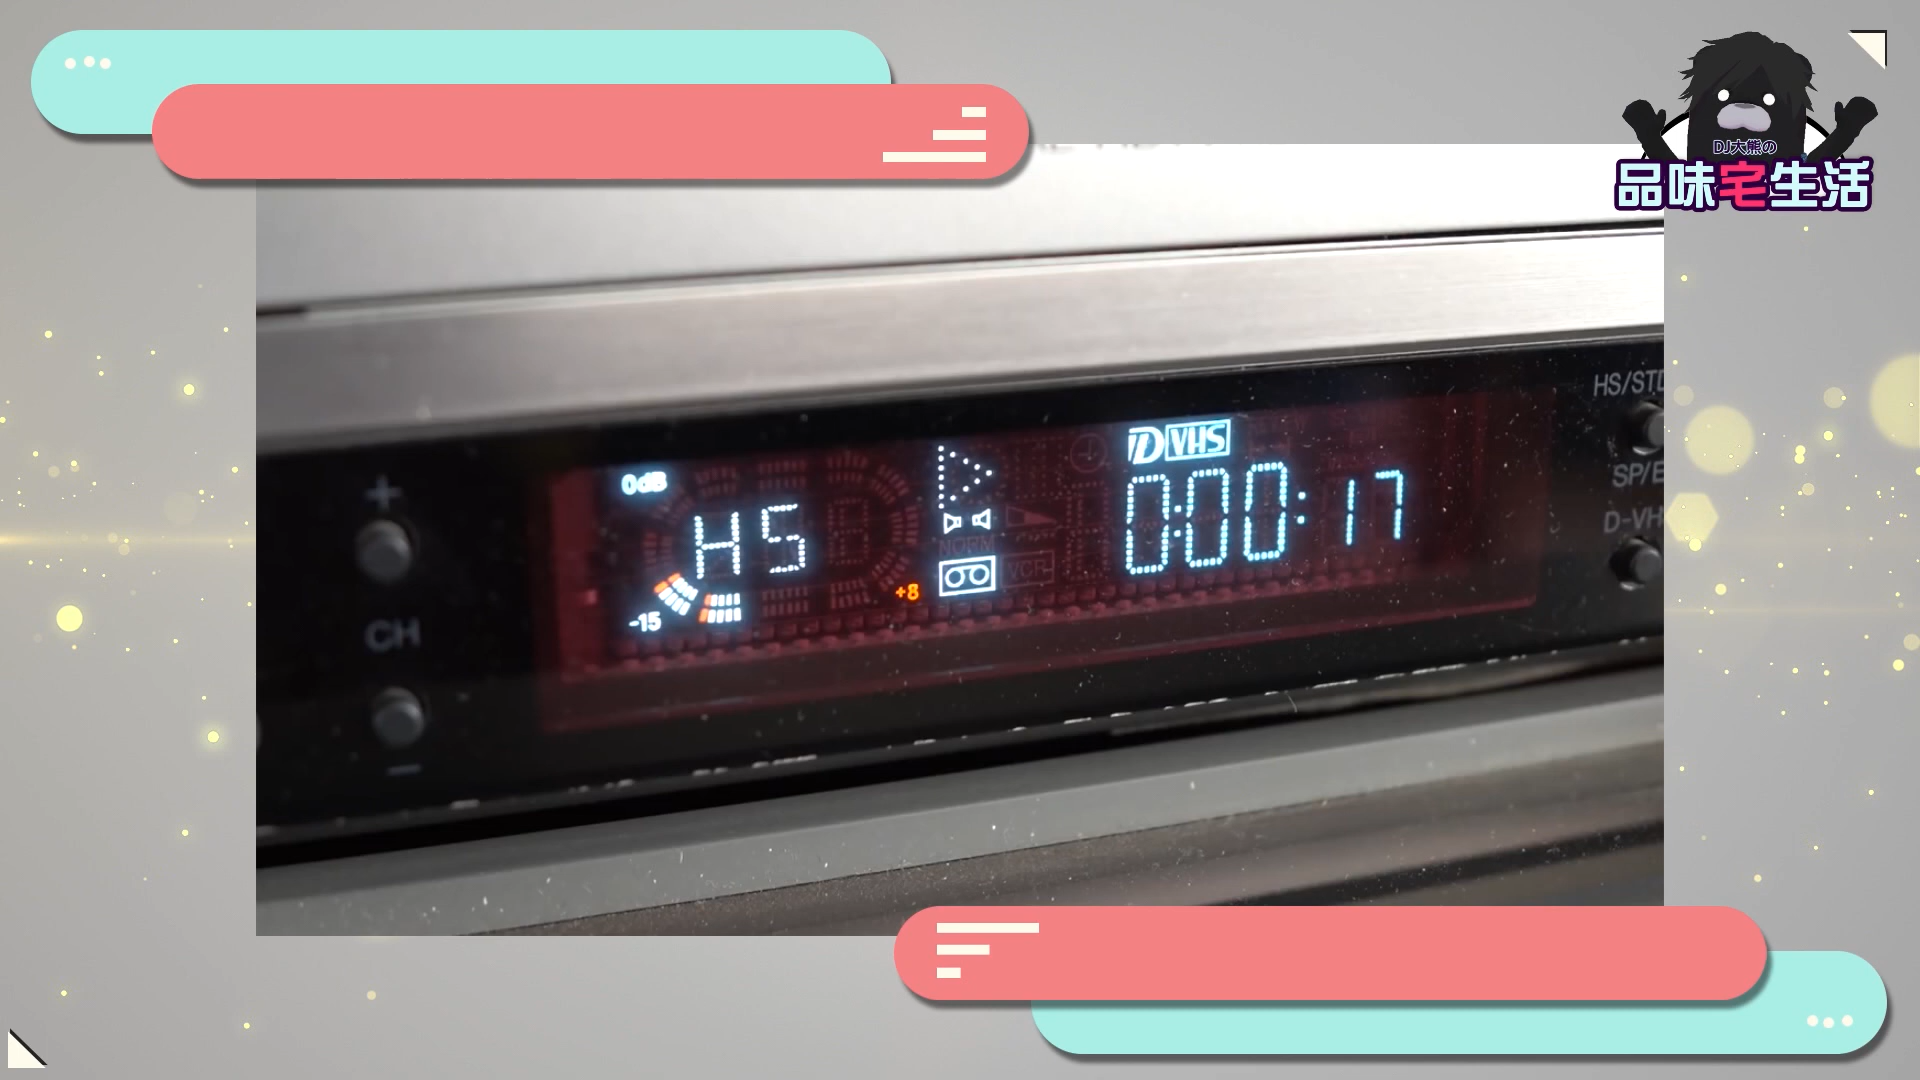 DJ大熊の
品味宅生活
HS/STD
SP/E
D-VH
+
CH
−
0dB
HS
-15
+8
NORM
VCR
D VHS
0:00:17